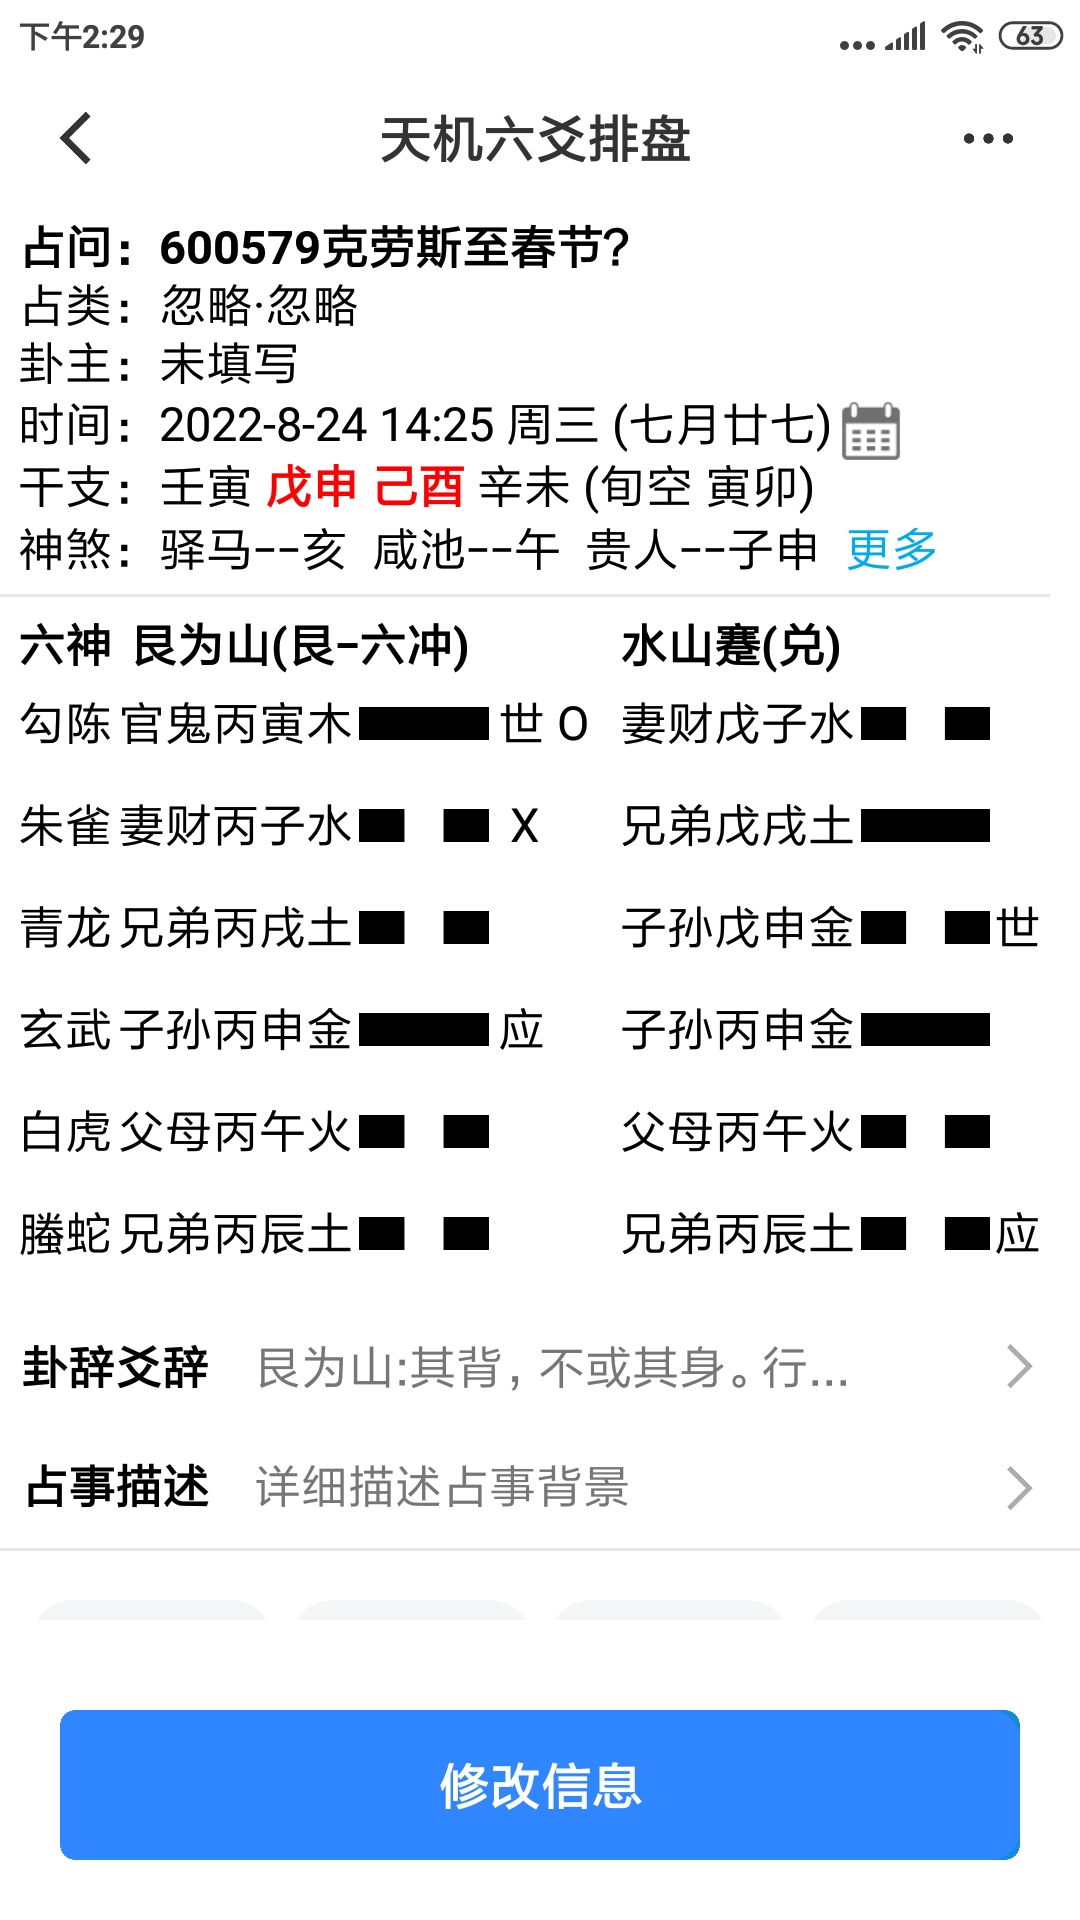 下午2:29
63
天机六爻排盘
占问：600579克劳斯至春节？
占类：忽略·忽略
卦主：未填写
时间：2022-8-24 14:25 周三 (七月廿七)
干支：壬寅 戊申 己酉 辛未 (旬空 寅卯)
神煞：驿马--亥 咸池--午 贵人--子申 更多
六神 艮为山(艮-六冲) 水山蹇(兑)
勾陈 官鬼丙寅木 世 O 妻财戊子水
朱雀 妻财丙子水 X 兄弟戊戌土
青龙 兄弟丙戌土 子孙戊申金 世
玄武 子孙丙申金 应 子孙丙申金
白虎 父母丙午火 父母丙午火
螣蛇 兄弟丙辰土 兄弟丙辰土 应
卦辞爻辞 艮为山:其背，不或其身。行...
占事描述 详细描述占事背景
修改信息